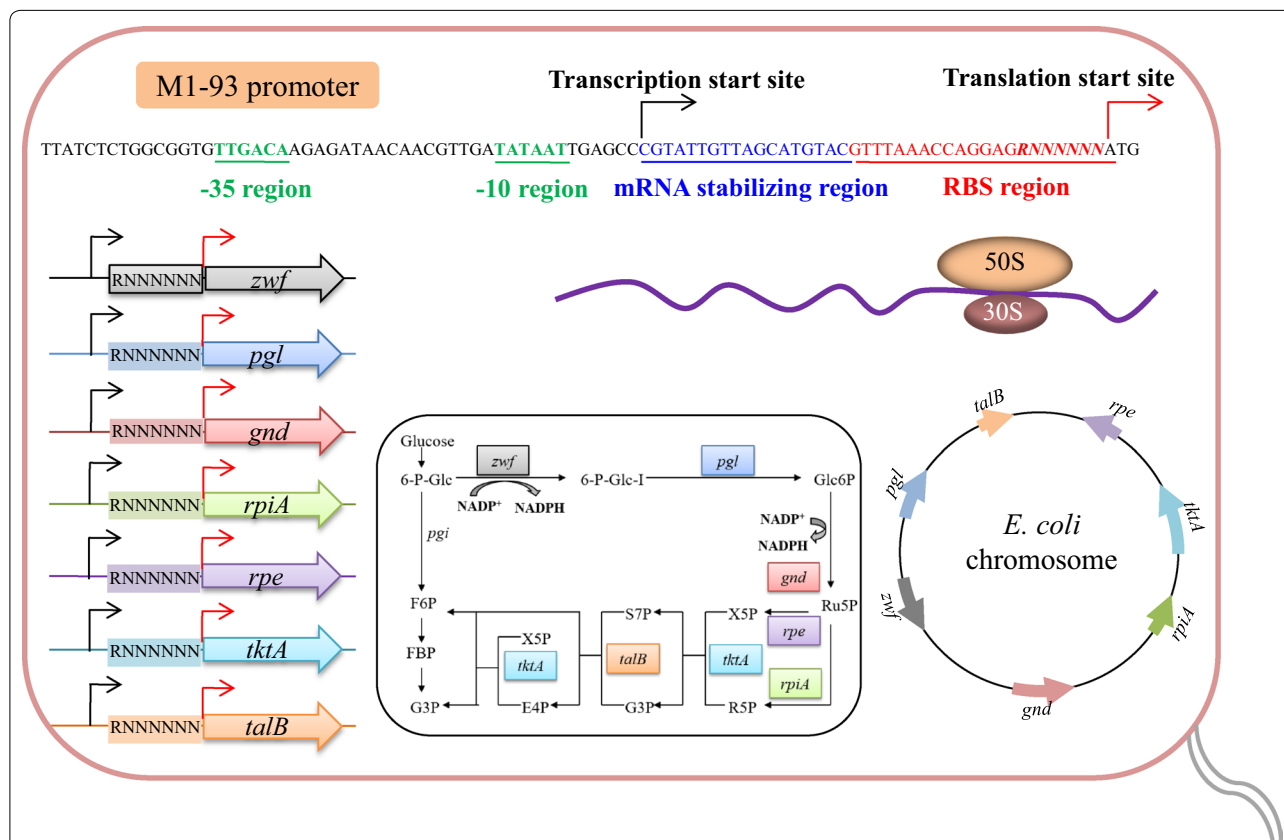 M1-93 promoter
Transcription start site
Translation start site
TTATCTCTGGCGGTGTTGACAAGAGATAACAACGTTGATATAATTGAGCCCGTATTGTTAGCATGTACGTTTAAACCAGGAGRNNNNNNATG
-35 region
-10 region
mRNA stabilizing region
RBS region
RNNNNNN zwf
RNNNNNN pgl
RNNNNNN gnd
RNNNNNN rpiA
RNNNNNN rpe
RNNNNNN tktA
RNNNNNN talB
50S
30S
Glucose
6-P-Glc
zwf
NADP+
NADPH
6-P-Glc-I
pgl
Glc6P
NADP+
NADPH
pgi
gnd
Ru5P
F6P
FBP
G3P
X5P
tktA
E4P
S7P
talB
G3P
X5P
tktA
R5P
rpe
rpiA
E. coli
chromosome
talB
rpe
pgl
tktA
zwf
rpiA
gnd